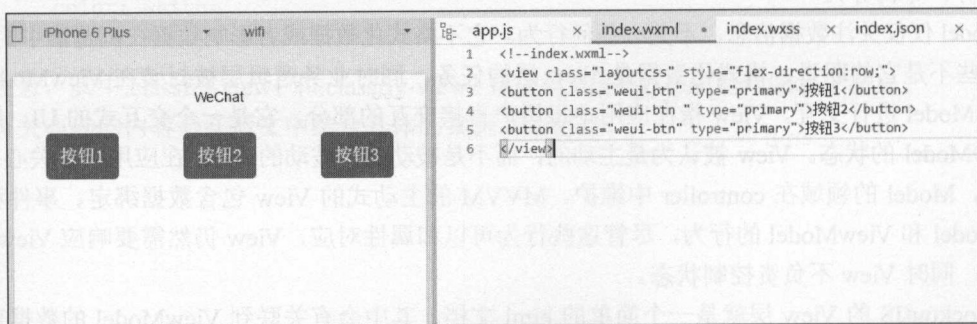 iPhone 6 Plus
wifi
WeChat
按钮1 按钮2 按钮3
app.js × index.wxml • index.wxss × index.json ×
1 <!--index.wxml-->
2 <view class="layoutcss" style="flex-direction:row;">
3 <button class="weui-btn" type="primary">按钮1</button>
4 <button class="weui-btn" type="primary">按钮2</button>
5 <button class="weui-btn" type="primary">按钮3</button>
6 </view>